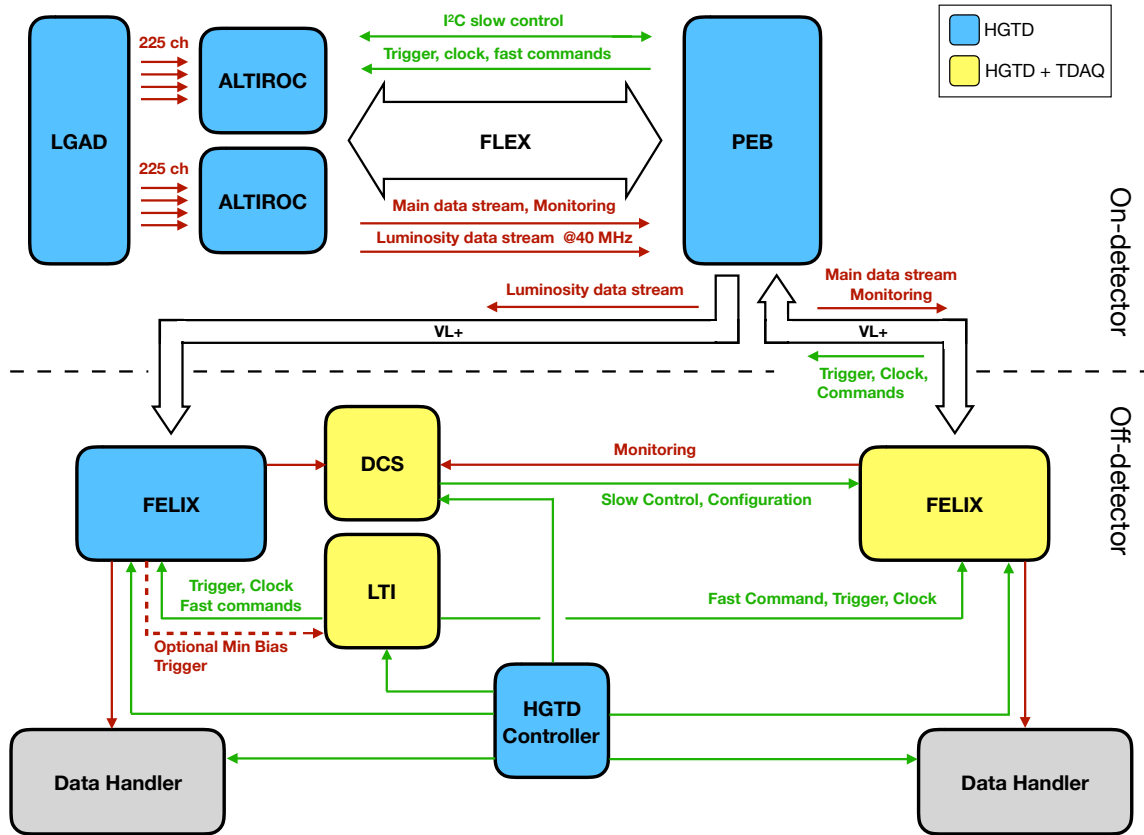 I²C slow control
Trigger, clock, fast commands
HGTD
HGTD + TDAQ
225 ch
ALTIROC
LGAD
FLEX
PEB
225 ch
ALTIROC
Main data stream, Monitoring
Luminosity data stream @40 MHz
On-detector
Luminosity data stream
Main data stream
Monitoring
VL+
VL+
Trigger, Clock,
Commands
Off-detector
DCS
Monitoring
Slow Control, Configuration
FELIX
FELIX
LTI
Trigger, Clock
Fast commands
Fast Command, Trigger, Clock
Optional Min Bias
Trigger
HGTD
Controller
Data Handler
Data Handler